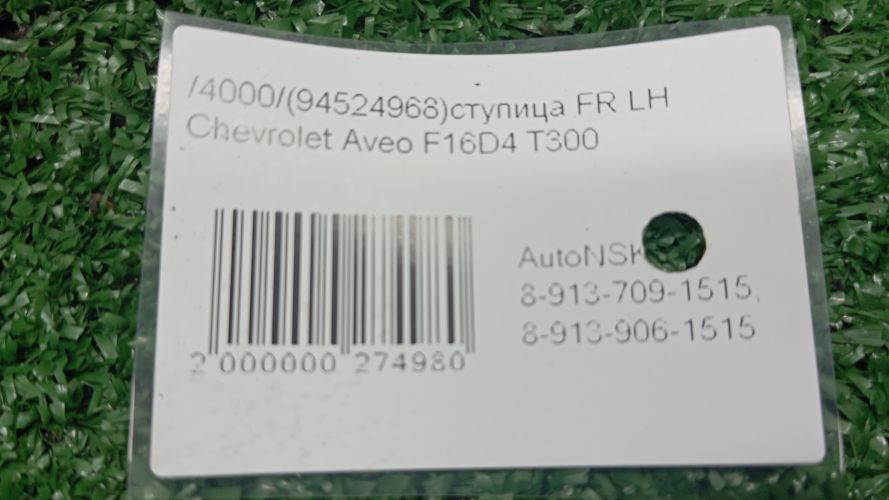 /4000/(94524968)ступица FR LH
Chevrolet Aveo F16D4 T300
AutoNSK
8-913-709-1515,
8-913-906-1515
2 000000 274980